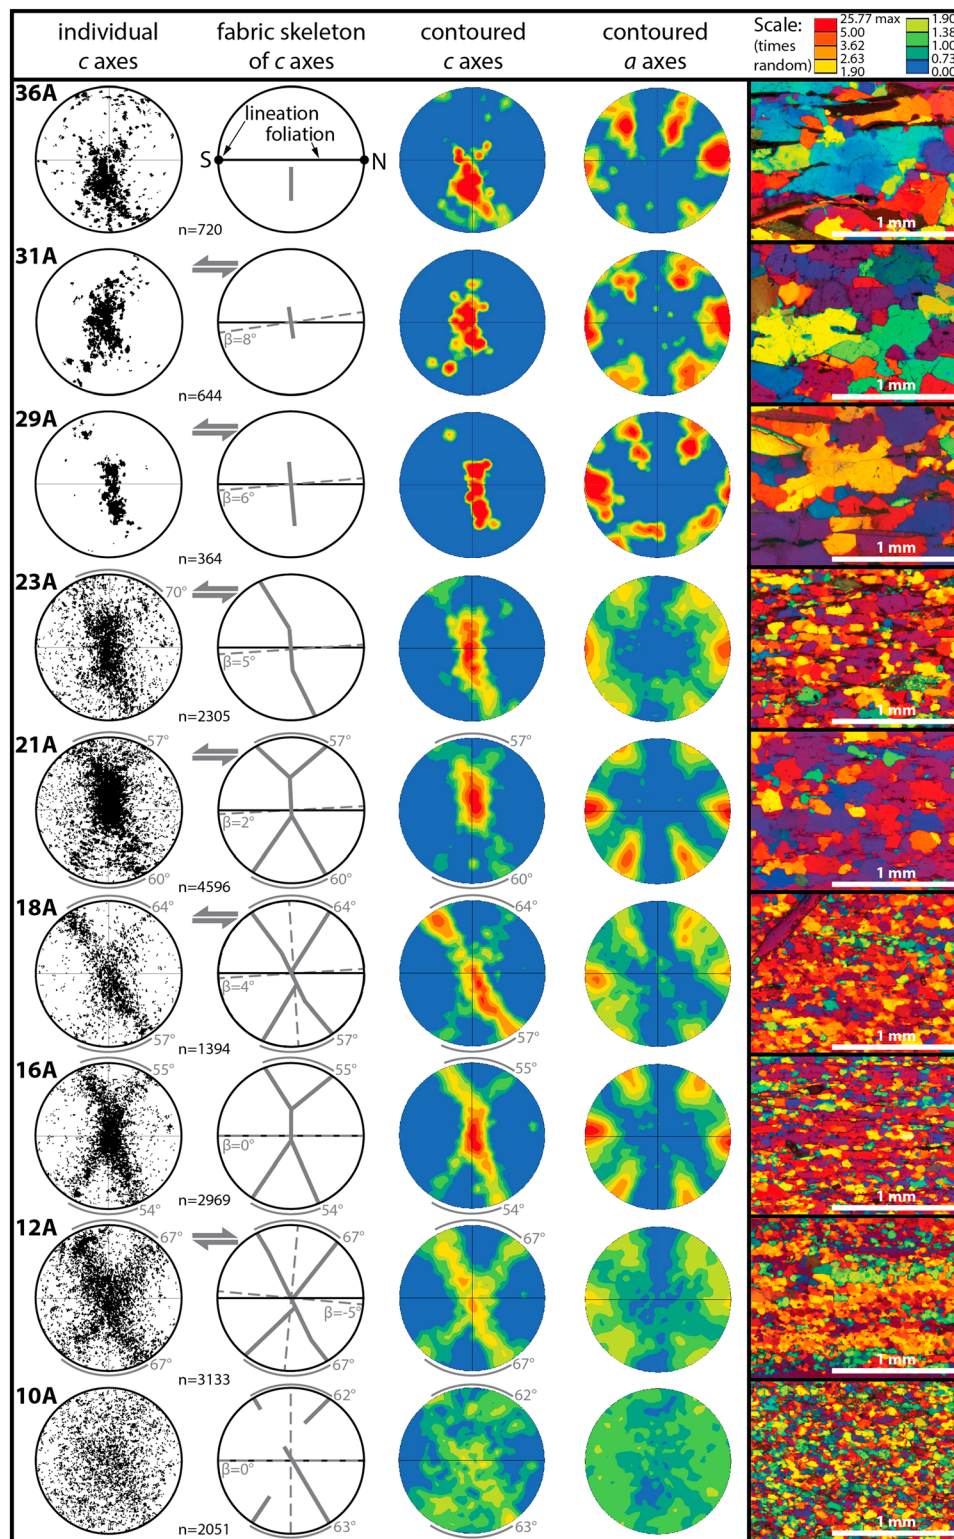 individual
c axes
fabric skeleton
of c axes
contoured
c axes
contoured
a axes
Scale:
(times
random)
25.77 max
5.00
3.62
2.63
1.90
1.90
1.38
1.00
0.73
0.00
36A
lineation
foliation
S
N
n=720
1 mm
31A
β=8°
n=644
1 mm
29A
β=6°
n=364
1 mm
23A
70°
β=5°
n=2305
1 mm
21A
57°
57°
57°
β=2°
60°
60°
60°
n=4596
1 mm
18A
64°
64°
64°
β=4°
57°
57°
57°
n=1394
1 mm
16A
55°
55°
55°
β=0°
54°
54°
54°
n=2969
1 mm
12A
67°
67°
67°
β=-5°
67°
67°
67°
n=3133
1 mm
10A
62°
62°
β=0°
63°
63°
n=2051
1 mm